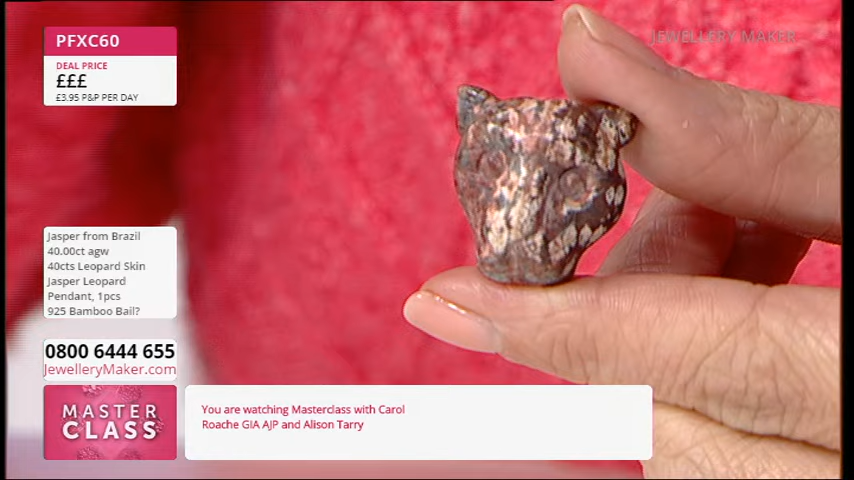 PFXC60
DEAL PRICE
£££
£3.95 P&P PER DAY
JEWELLERY MAKER
Jasper from Brazil
40.00ct agw
40cts Leopard Skin
Jasper Leopard
Pendant, 1pcs
925 Bamboo Bail?
0800 6444 655
JewelleryMaker.com
MASTER
CLASS
You are watching Masterclass with Carol
Roache GIA AJP and Alison Tarry